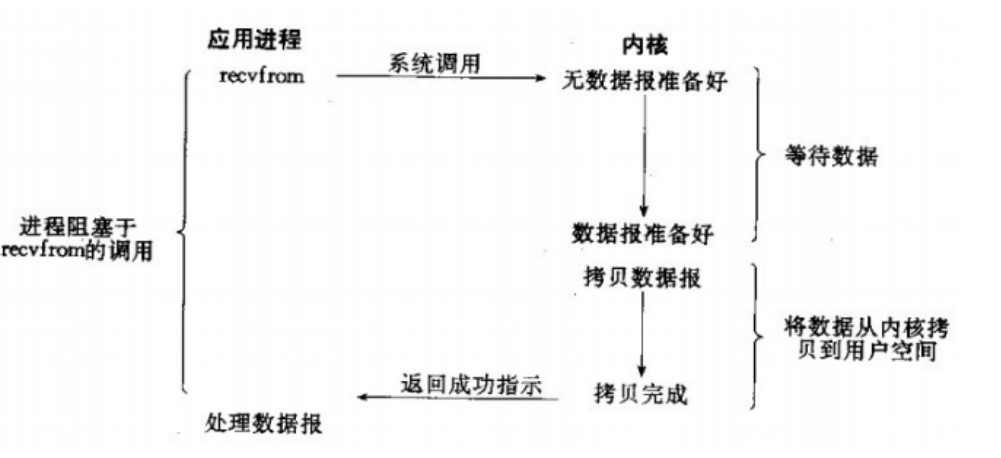 应用进程
内核
recvfrom
系统调用
无数据报准备好
等待数据
进程阻塞于
recvfrom的调用
数据报准备好
拷贝数据报
将数据从内核拷
贝到用户空间
返回成功指示
拷贝完成
处理数据报